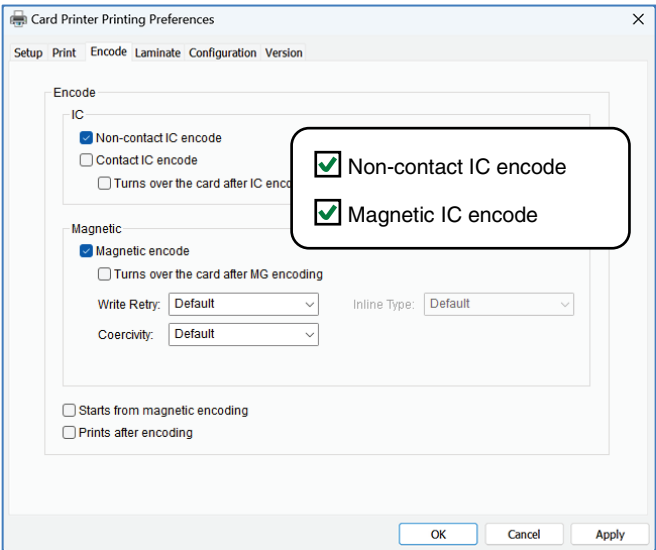 Card Printer Printing Preferences
Setup Print Encode Laminate Configuration Version
Encode
IC
Non-contact IC encode
Contact IC encode
Turns over the card after IC enco
Non-contact IC encode
Magnetic IC encode
Magnetic
Magnetic encode
Turns over the card after MG encoding
Write Retry: Default Inline Type: Default
Coercivity: Default
Starts from magnetic encoding
Prints after encoding
OK Cancel Apply